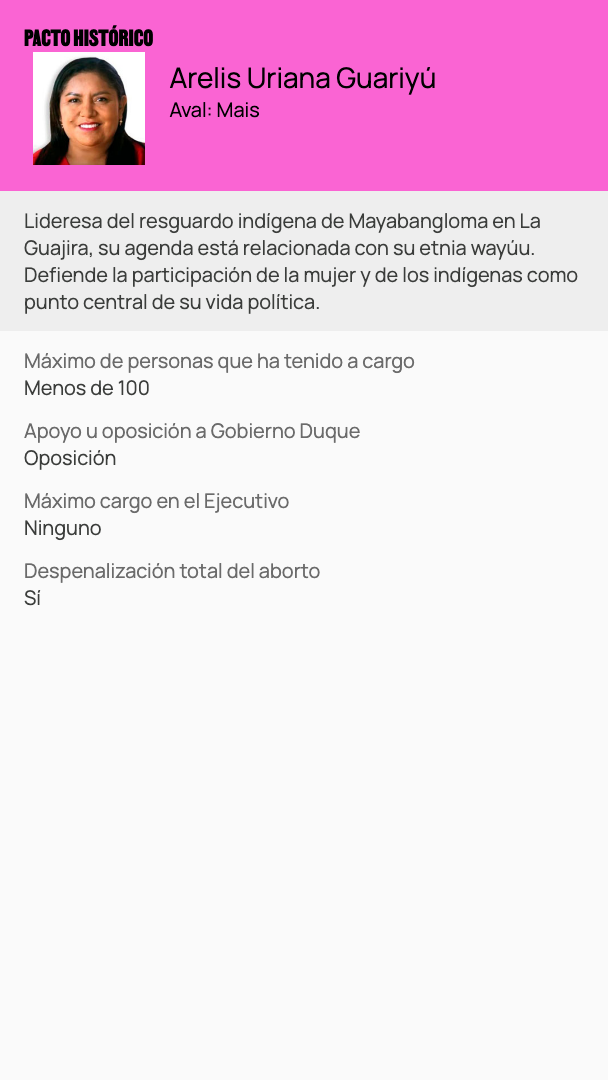 PACTO HISTÓRICO
Arelis Uriana Guariyú
Aval: Mais
Lideresa del resguardo indígena de Mayabangloma en La
Guajira, su agenda está relacionada con su etnia wayúu.
Defiende la participación de la mujer y de los indígenas como
punto central de su vida política.
Máximo de personas que ha tenido a cargo
Menos de 100
Apoyo u oposición a Gobierno Duque
Oposición
Máximo cargo en el Ejecutivo
Ninguno
Despenalización total del aborto
Sí